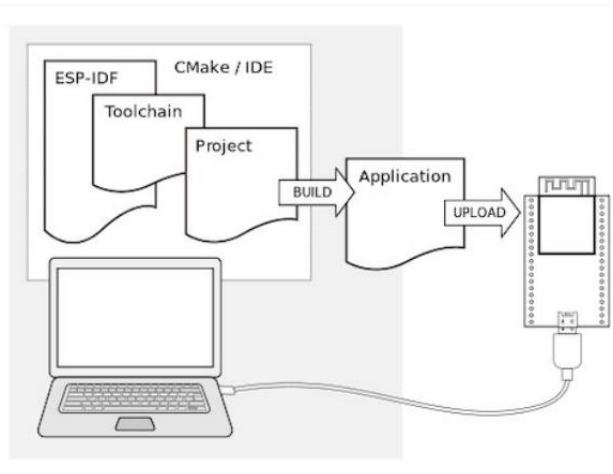 ESP-IDF
CMake / IDE
Toolchain
Project
BUILD
Application
UPLOAD